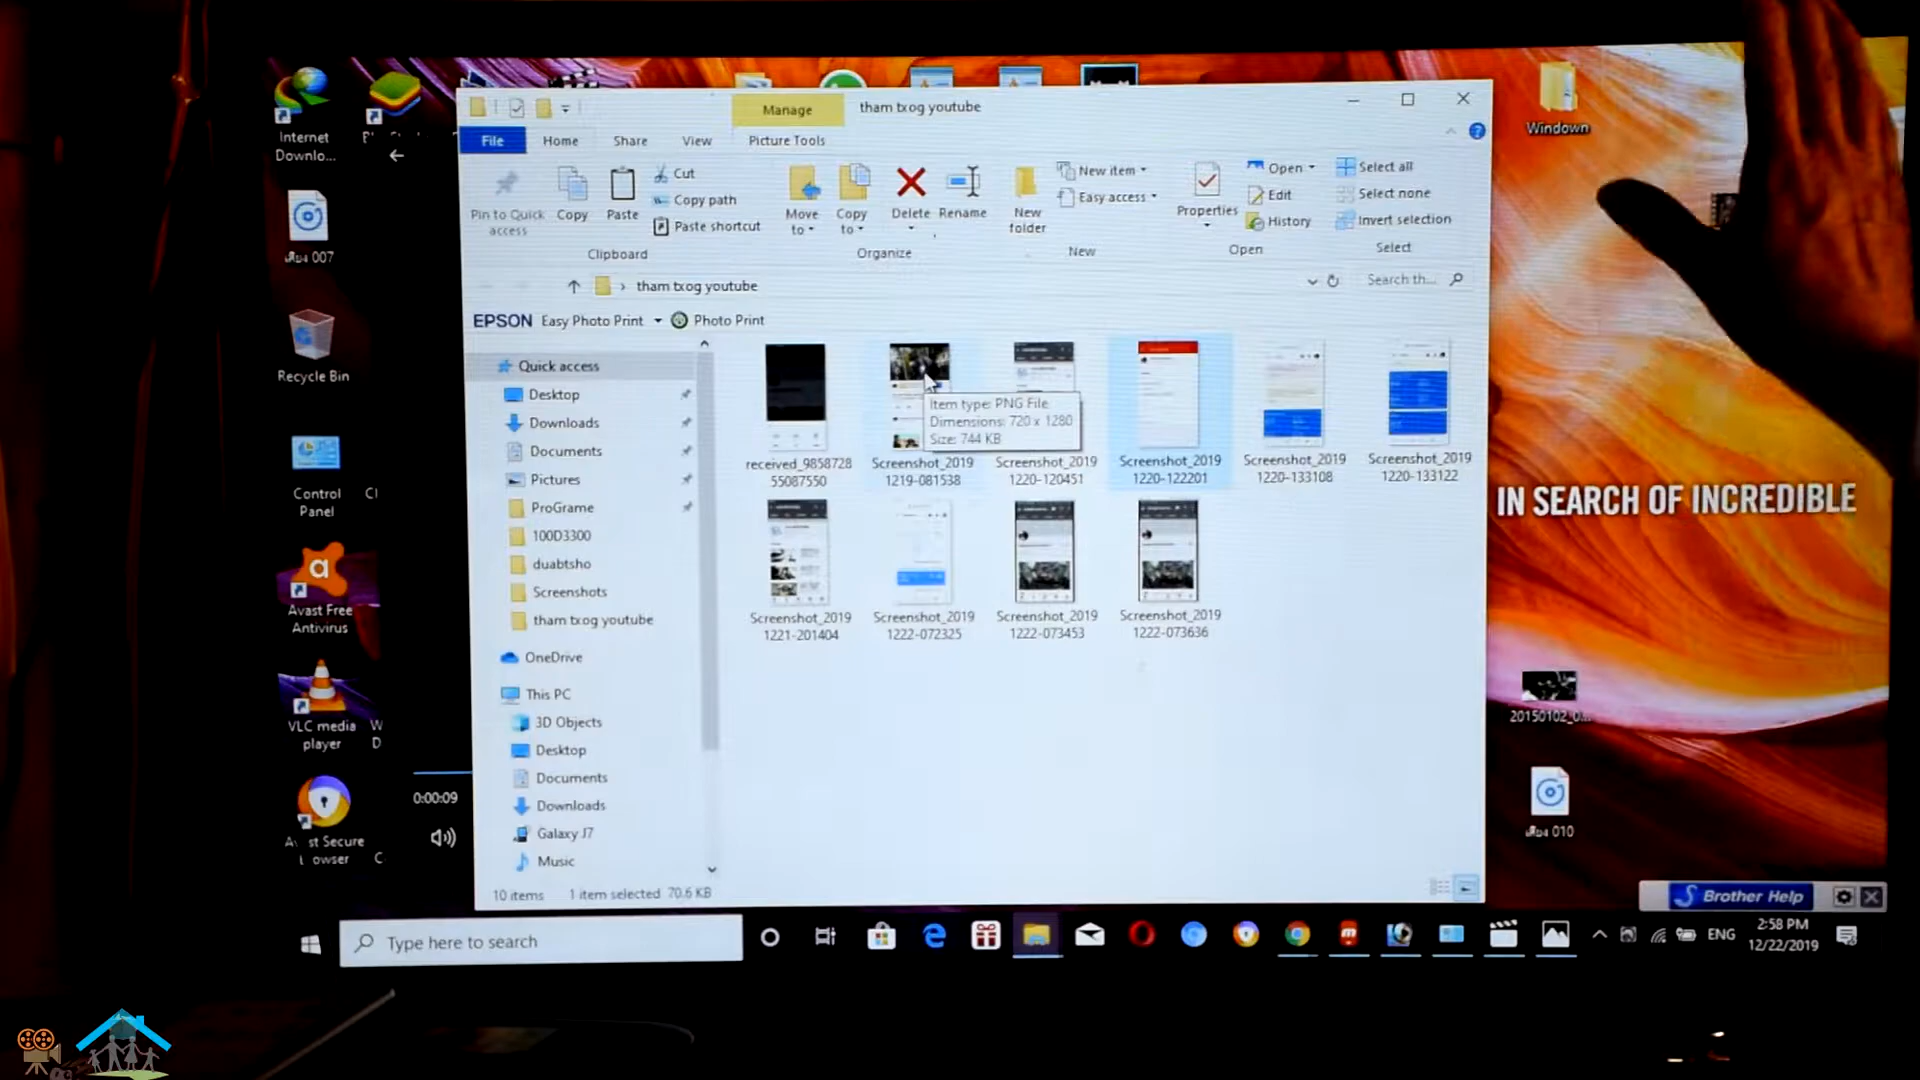 Manage
tham txog youtube
File
Home
Share
View
Picture Tools
Pin to Quick
access
Copy
Paste
Cut
Copy path
Paste shortcut
Clipboard
Move
to
Copy
to
Delete
Rename
Organize
New
folder
New item
Easy access
New
Properties
Open
Edit
History
Open
Select all
Select none
Invert selection
Select
tham txog youtube
Search th...
EPSON Easy Photo Print
Photo Print
Quick access
Desktop
Downloads
Documents
Pictures
ProGrame
100D3300
duabtsho
Screenshots
tham txog youtube
OneDrive
This PC
3D Objects
Desktop
Documents
Downloads
Galaxy J7
Music
10 items
1 item selected 70.6 KB
Item type: PNG File
Dimensions: 720 x 1280
Size: 744 KB
received_9858728
55087550
Screenshot_2019
1219-081538
Screenshot_2019
1220-120451
Screenshot_2019
1220-122201
Screenshot_2019
1220-133108
Screenshot_2019
1220-133122
Screenshot_2019
1221-201404
Screenshot_2019
1222-072325
Screenshot_2019
1222-073453
Screenshot_2019
1222-073636
Internet
Downlo...
007
Recycle Bin
Control
Panel
Avast Free
Antivirus
VLC media
player
Secure
0:00:09
Window
IN SEARCH OF INCREDIBLE
20150102_0...
010
Brother Help
Type here to search
ENG
2:58 PM
12/22/2019